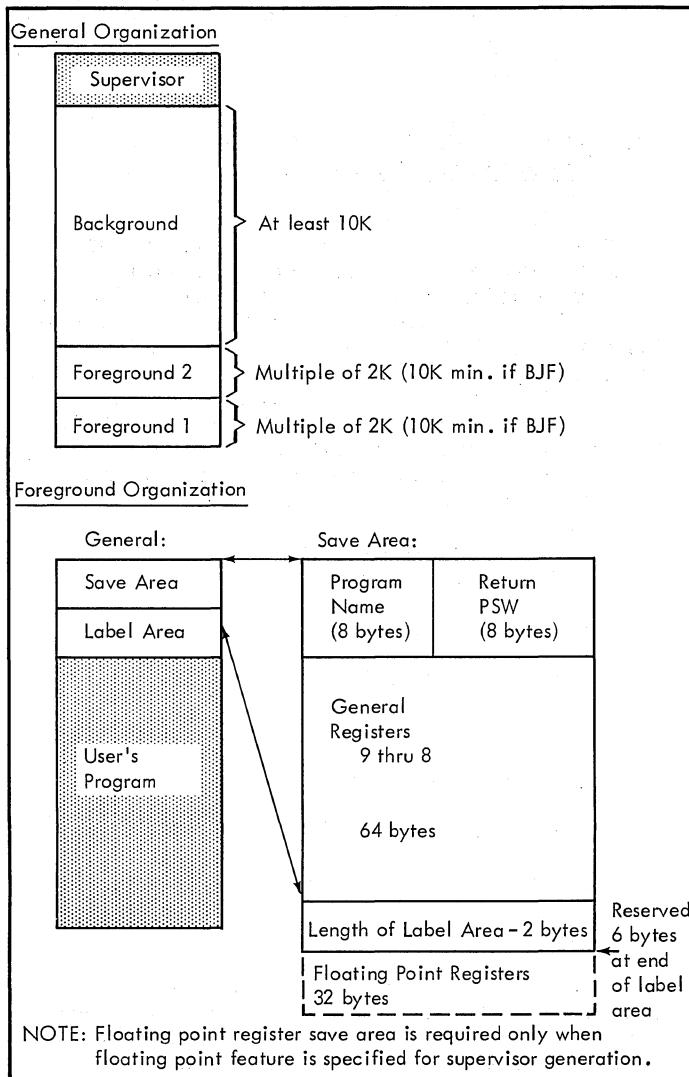 General Organization
Supervisor
Background
At least 10K
Foreground 2
Multiple of 2K (10K min. if BJF)
Foreground 1
Multiple of 2K (10K min. if BJF)
Foreground Organization
General:
Save Area:
Save Area
Label Area
User's
Program
Program
Name
(8 bytes)
Return
PSW
(8 bytes)
General
Registers
9 thru 8
64 bytes
Length of Label Area - 2 bytes
Reserved
6 bytes
at end
of label
area
Floating Point Registers
32 bytes
NOTE: Floating point register save area is required only when
floating point feature is specified for supervisor generation.